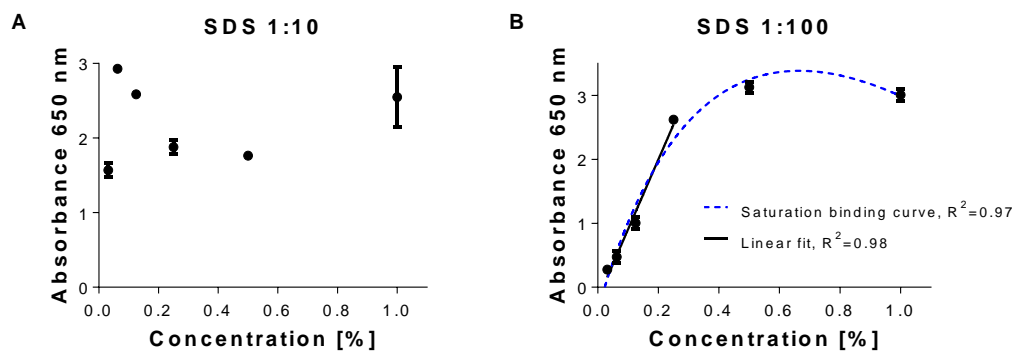 A
SDS 1:10
Absorbance 650 nm
3
2
1
0
0.0 0.2 0.4 0.6 0.8 1.0
Concentration [%]
B
SDS 1:100
Absorbance 650 nm
3
2
1
0
Saturation binding curve, R²=0.97
Linear fit, R²=0.98
0.0 0.2 0.4 0.6 0.8 1.0
Concentration [%]